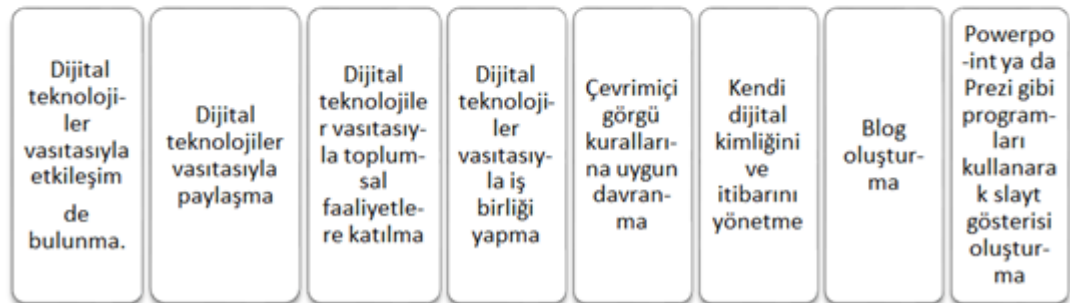 Dijital
teknoloji-
ler
vasıtasıyla
etkileşim
de
bulunma.
Dijital
teknolojiler
vasıtasıyla
paylaşma
Dijital
teknolojile
r vasıtasıy-
la toplum-
sal
faaliyetle-
re katılma
Dijital
teknoloji-
ler
vasıtasıy-
la iş
birliği
yapma
Çevrimiçi
görgü
kuralları-
na uygun
davran-
ma
Kendi
dijital
kimliğini
ve
itibarını
yönetme
Blog
oluştur-
ma
Powerpo
-int ya da
Prezi gibi
program-
ları
kullanara
k slayt
gösterisi
oluştur-
ma